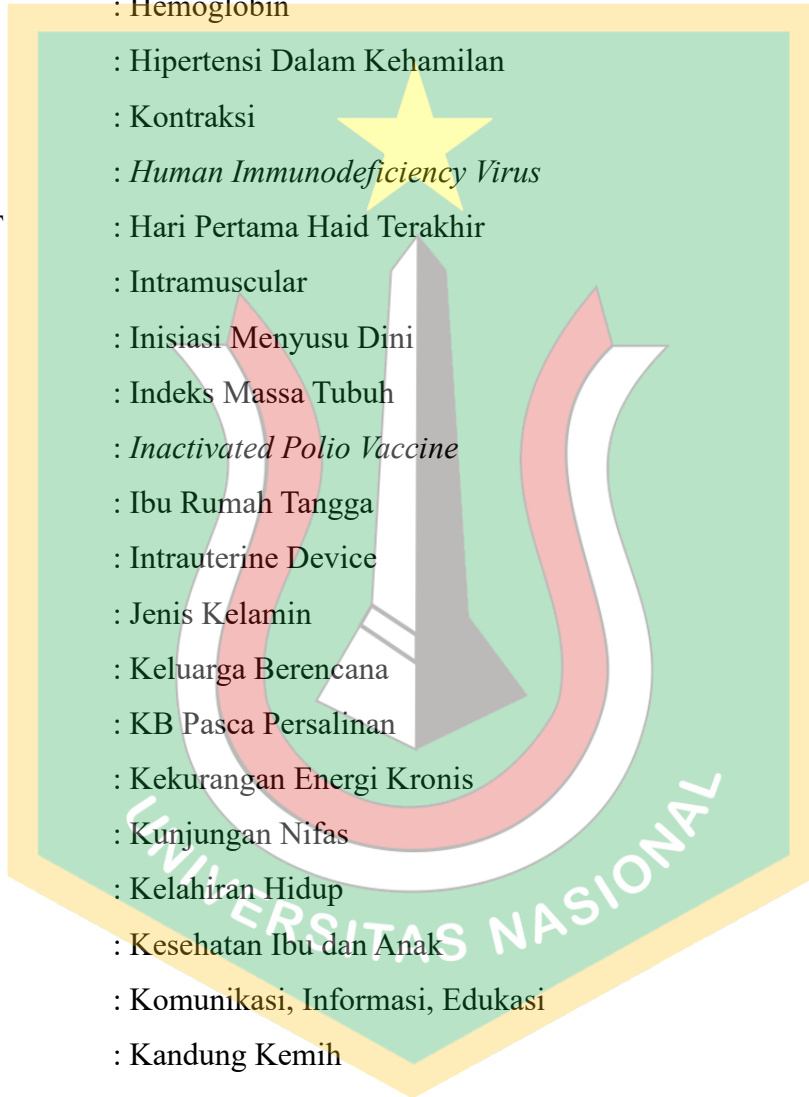 : Hemoglobin
: Hipertensi Dalam Kehamilan
: Kontraksi
: Human Immunodeficiency Virus
: Hari Pertama Haid Terakhir
: Intramuscular
: Inisiasi Menyusu Dini
: Indeks Massa Tubuh
: Inactivated Polio Vaccine
: Ibu Rumah Tangga
: Intrauterine Device
: Jenis Kelamin
: Keluarga Berencana
: KB Pasca Persalinan
: Kekurangan Energi Kronis
: Kunjungan Nifas
: Kelahiran Hidup
: Kesehatan Ibu dan Anak
: Komunikasi, Informasi, Edukasi
: Kandung Kemih
UNIVERSITAS NASIONAL